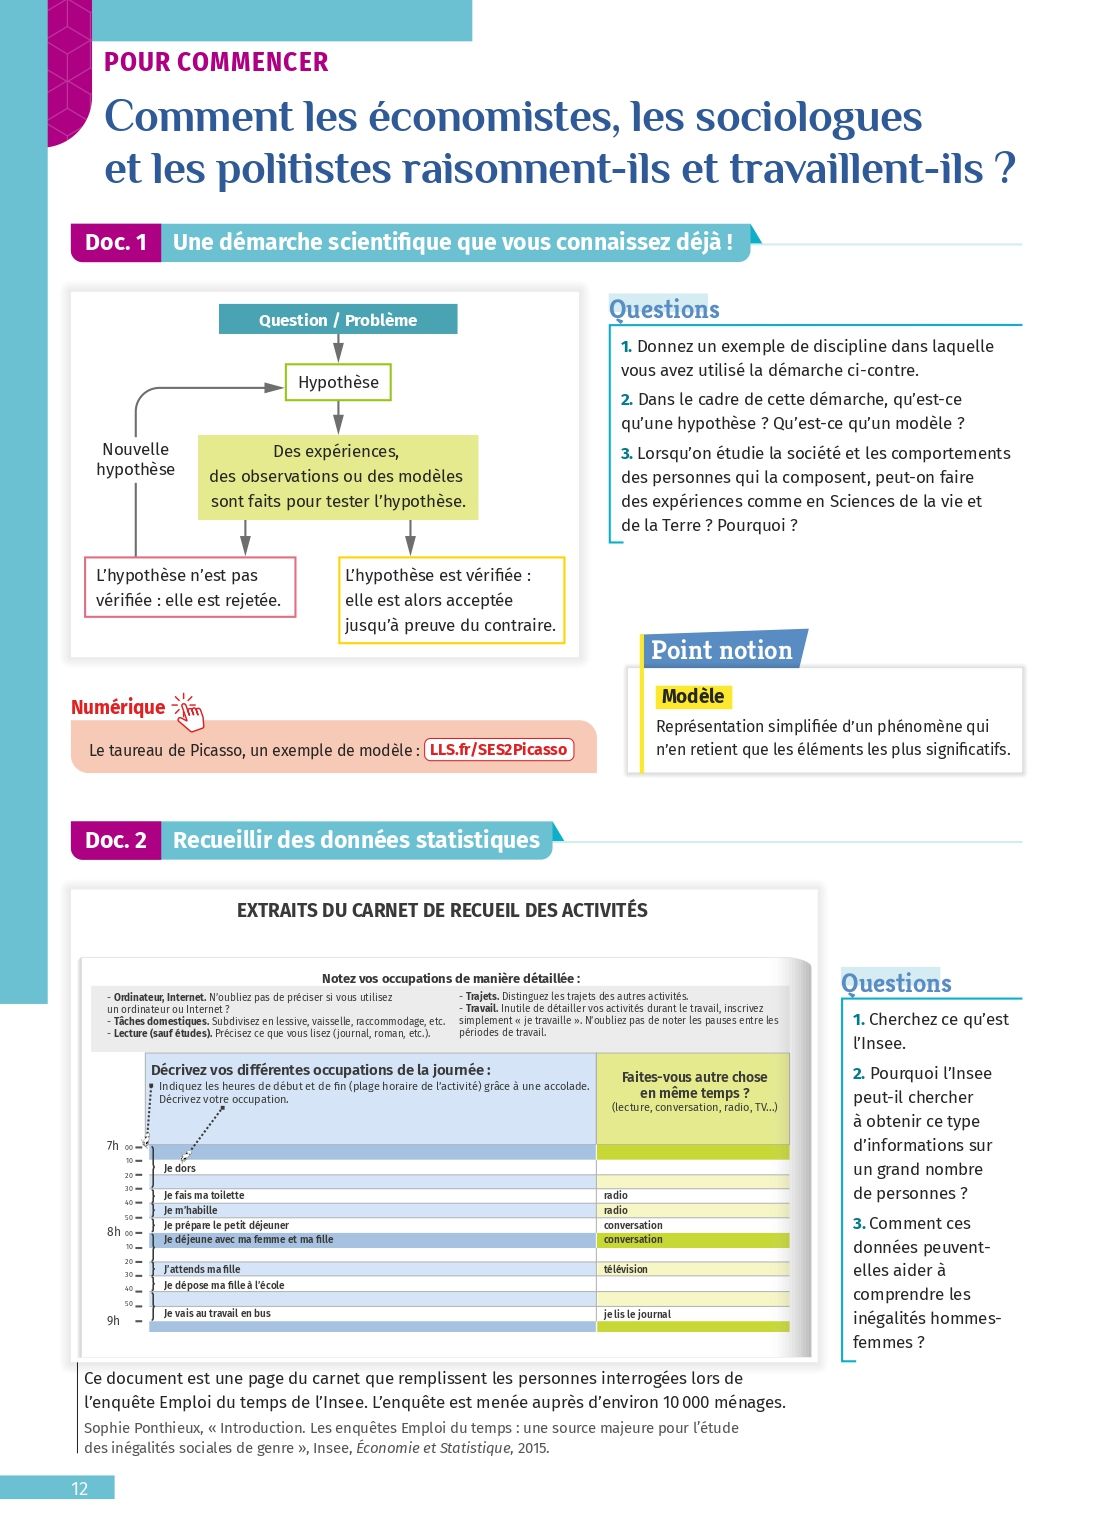 POUR COMMENCER
Comment les économistes, les sociologues
et les politistes raisonnent-ils et travaillent-ils ?
Doc. 1 Une démarche scientifique que vous connaissez déjà !
Question / Problème
Hypothèse
Nouvelle
hypothèse
Des expériences,
des observations ou des modèles
sont faits pour tester l'hypothèse.
L'hypothèse n'est pas
vérifiée : elle est rejetée.
L'hypothèse est vérifiée :
elle est alors acceptée
jusqu'à preuve du contraire.
Questions
1. Donnez un exemple de discipline dans laquelle
vous avez utilisé la démarche ci-contre.
2. Dans le cadre de cette démarche, qu'est-ce
qu'une hypothèse ? Qu'est-ce qu'un modèle ?
3. Lorsqu'on étudie la société et les comportements
des personnes qui la composent, peut-on faire
des expériences comme en Sciences de la vie et
de la Terre ? Pourquoi ?
Numérique
Le taureau de Picasso, un exemple de modèle : LLS.fr/SES2Picasso
Point notion
Modèle
Représentation simplifiée d'un phénomène qui
n'en retient que les éléments les plus significatifs.
Doc. 2 Recueillir des données statistiques
EXTRAITS DU CARNET DE RECUEIL DES ACTIVITÉS
Notez vos occupations de manière détaillée :
- Ordinateur, Internet. N'oubliez pas de préciser si vous utilisez
un ordinateur ou Internet ?
- Tâches domestiques. Subdivisez en lessive, vaisselle, raccommodage, etc.
- Lecture (sauf études). Précisez ce que vous lisez (journal, roman, etc.).
- Trajets. Distinguez les trajets des autres activités.
- Travail. Inutile de détailler vos activités durant le travail, inscrivez
simplement « je travaille ». N'oubliez pas de noter les pauses entre les
périodes de travail.
Décrivez vos différentes occupations de la journée :
Indiquez les heures de début et de fin (plage horaire de l'activité) grâce à une accolade.
Décrivez votre occupation.
Faites-vous autre chose
en même temps ?
(lecture, conversation, radio, TV...)
7h 00
10
Je dors
20
30
Je fais ma toilette radio
40
Je m'habille radio
50
Je prépare le petit déjeuner conversation
8h 00
Je déjeune avec ma femme et ma fille conversation
10
20
J'attends ma fille télévision
30
Je dépose ma fille à l'école
40
50
Je vais au travail en bus je lis le journal
9h
Questions
1. Cherchez ce qu'est
l'Insee.
2. Pourquoi l'Insee
peut-il chercher
à obtenir ce type
d'informations sur
un grand nombre
de personnes ?
3. Comment ces
données peuvent-
elles aider à
comprendre les
inégalités hommes-
femmes ?
Ce document est une page du carnet que remplissent les personnes interrogées lors de
l'enquête Emploi du temps de l'Insee. L'enquête est menée auprès d'environ 10 000 ménages.
Sophie Ponthieux, « Introduction. Les enquêtes Emploi du temps : une source majeure pour l'étude
des inégalités sociales de genre », Insee, Économie et Statistique, 2015.
12